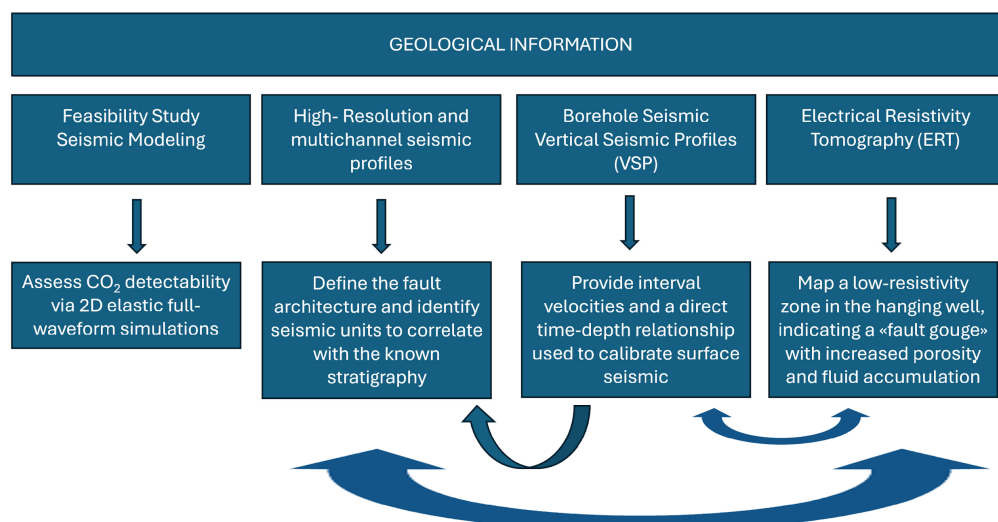 GEOLOGICAL INFORMATION
Feasibility Study
Seismic Modeling
High- Resolution and
multichannel seismic
profiles
Borehole Seismic
Vertical Seismic Profiles
(VSP)
Electrical Resistivity
Tomography (ERT)
Assess CO₂ detectability
via 2D elastic full-
waveform simulations
Define the fault
architecture and identify
seismic units to correlate
with the known
stratigraphy
Provide interval
velocities and a direct
time-depth relationship
used to calibrate surface
seismic
Map a low-resistivity
zone in the hanging well,
indicating a «fault gouge»
with increased porosity
and fluid accumulation